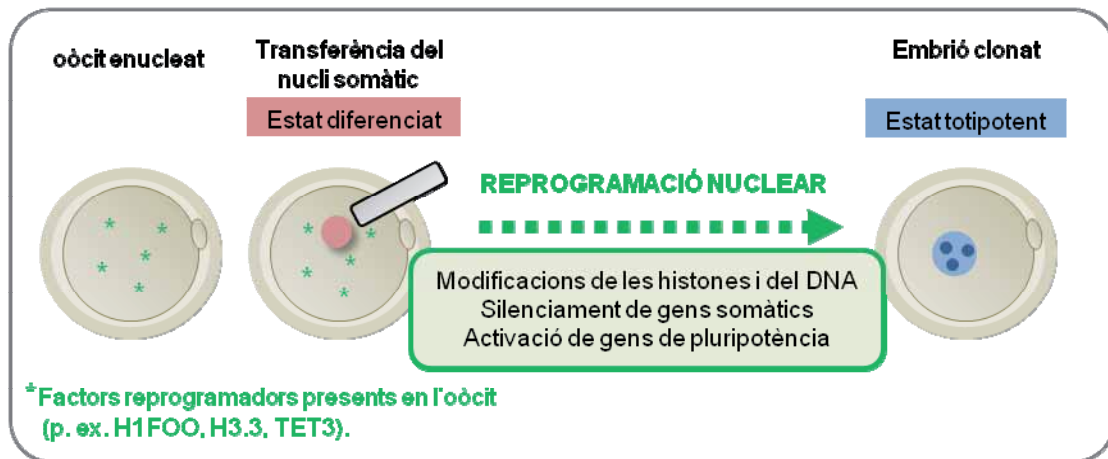 oòcit enucleat
Transferència del
nucli somàtic
Estat diferenciat
Embrió clonat
Estat totipotent
REPROGRAMACIÓ NUCLEAR
Modificacions de les histones i del DNA
Silenciament de gens somàtics
Activació de gens de pluripotència
*Factors reprogramadors presents en l'oòcit
(p. ex. H1FOO, H3.3, TET3).